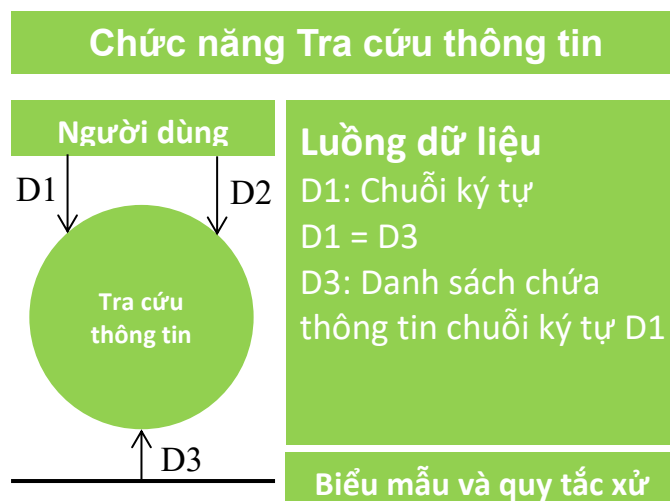 Chức năng Tra cứu thông tin
Người dùng
D1
D2
Tra cứu
thông tin
D3
Luồng dữ liệu
D1: Chuỗi ký tự
D1 = D3
D3: Danh sách chứa
thông tin chuỗi ký tự D1
Biểu mẫu và quy tắc xử